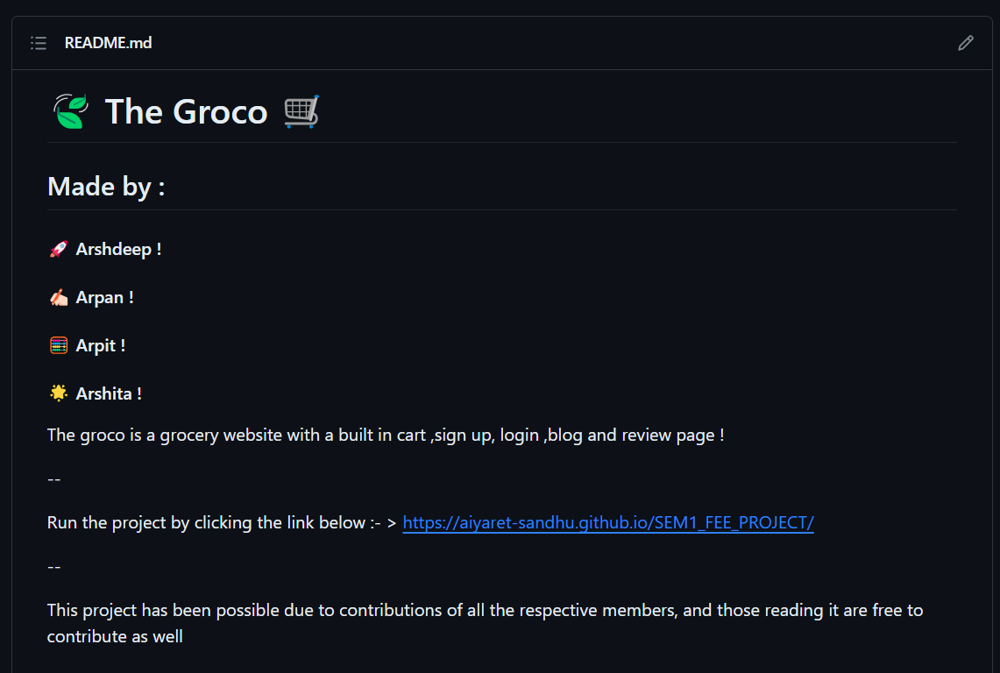 README.md
The Groco
Made by :
Arshdeep !
Arpan !
Arpit !
Arshita !
The groco is a grocery website with a built in cart ,sign up, login ,blog and review page !
--
Run the project by clicking the link below :- > https://aiyaret-sandhu.github.io/SEM1_FEE_PROJECT/
--
This project has been possible due to contributions of all the respective members, and those reading it are free to
contribute as well